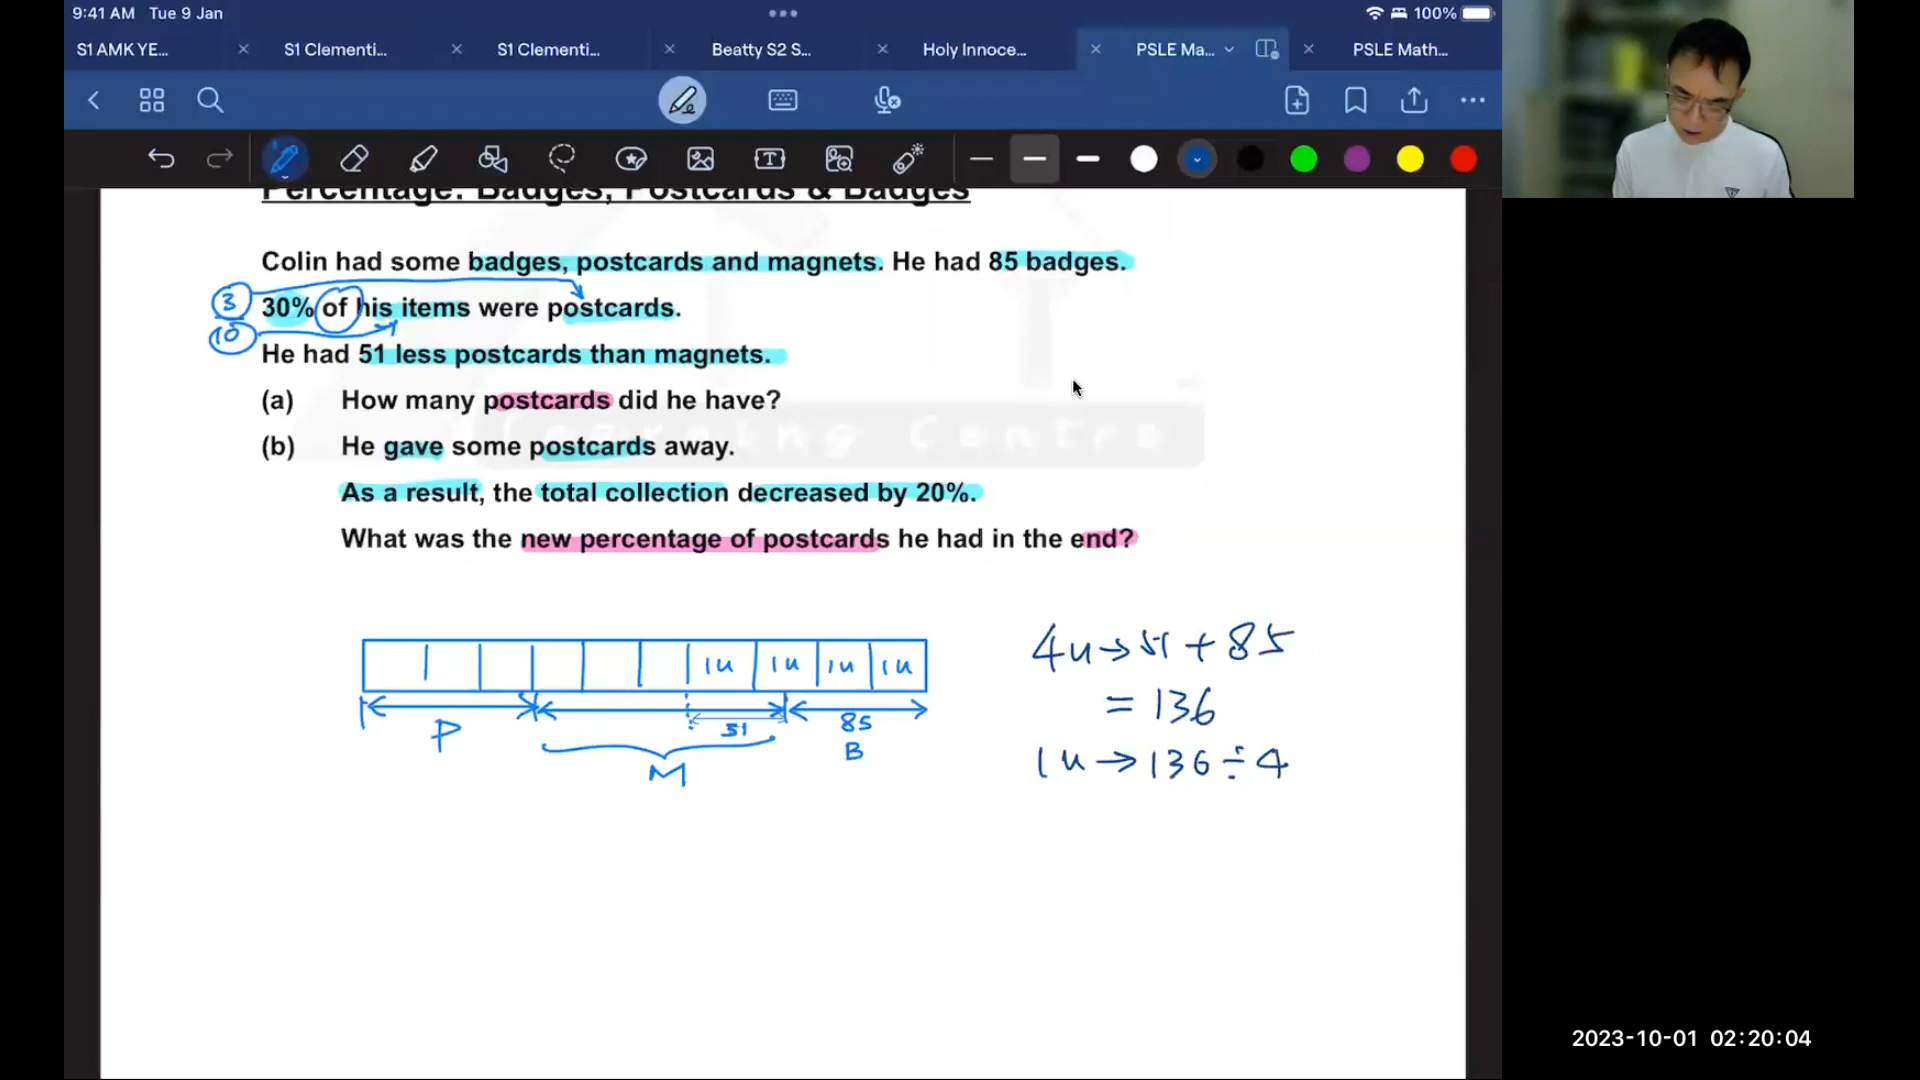 9:41 AM Tue 9 Jan
100%
S1 AMK YE...
S1 Clementi...
S1 Clementi...
Beatty S2 S...
Holy Innoce...
PSLE Ma...
PSLE Math...
Percentage: Badges, Postcards & Badges
Colin had some badges, postcards and magnets. He had 85 badges.
3
30% of his items were postcards.
10
He had 51 less postcards than magnets.
(a) How many postcards did he have?
Learning Centre
(b) He gave some postcards away.
As a result, the total collection decreased by 20%.
What was the new percentage of postcards he had in the end?
1u 1u 1u 1u
P
51
85
B
M
4u → 51 + 85
= 136
1u → 136 ÷ 4
2023-10-01 02:20:04